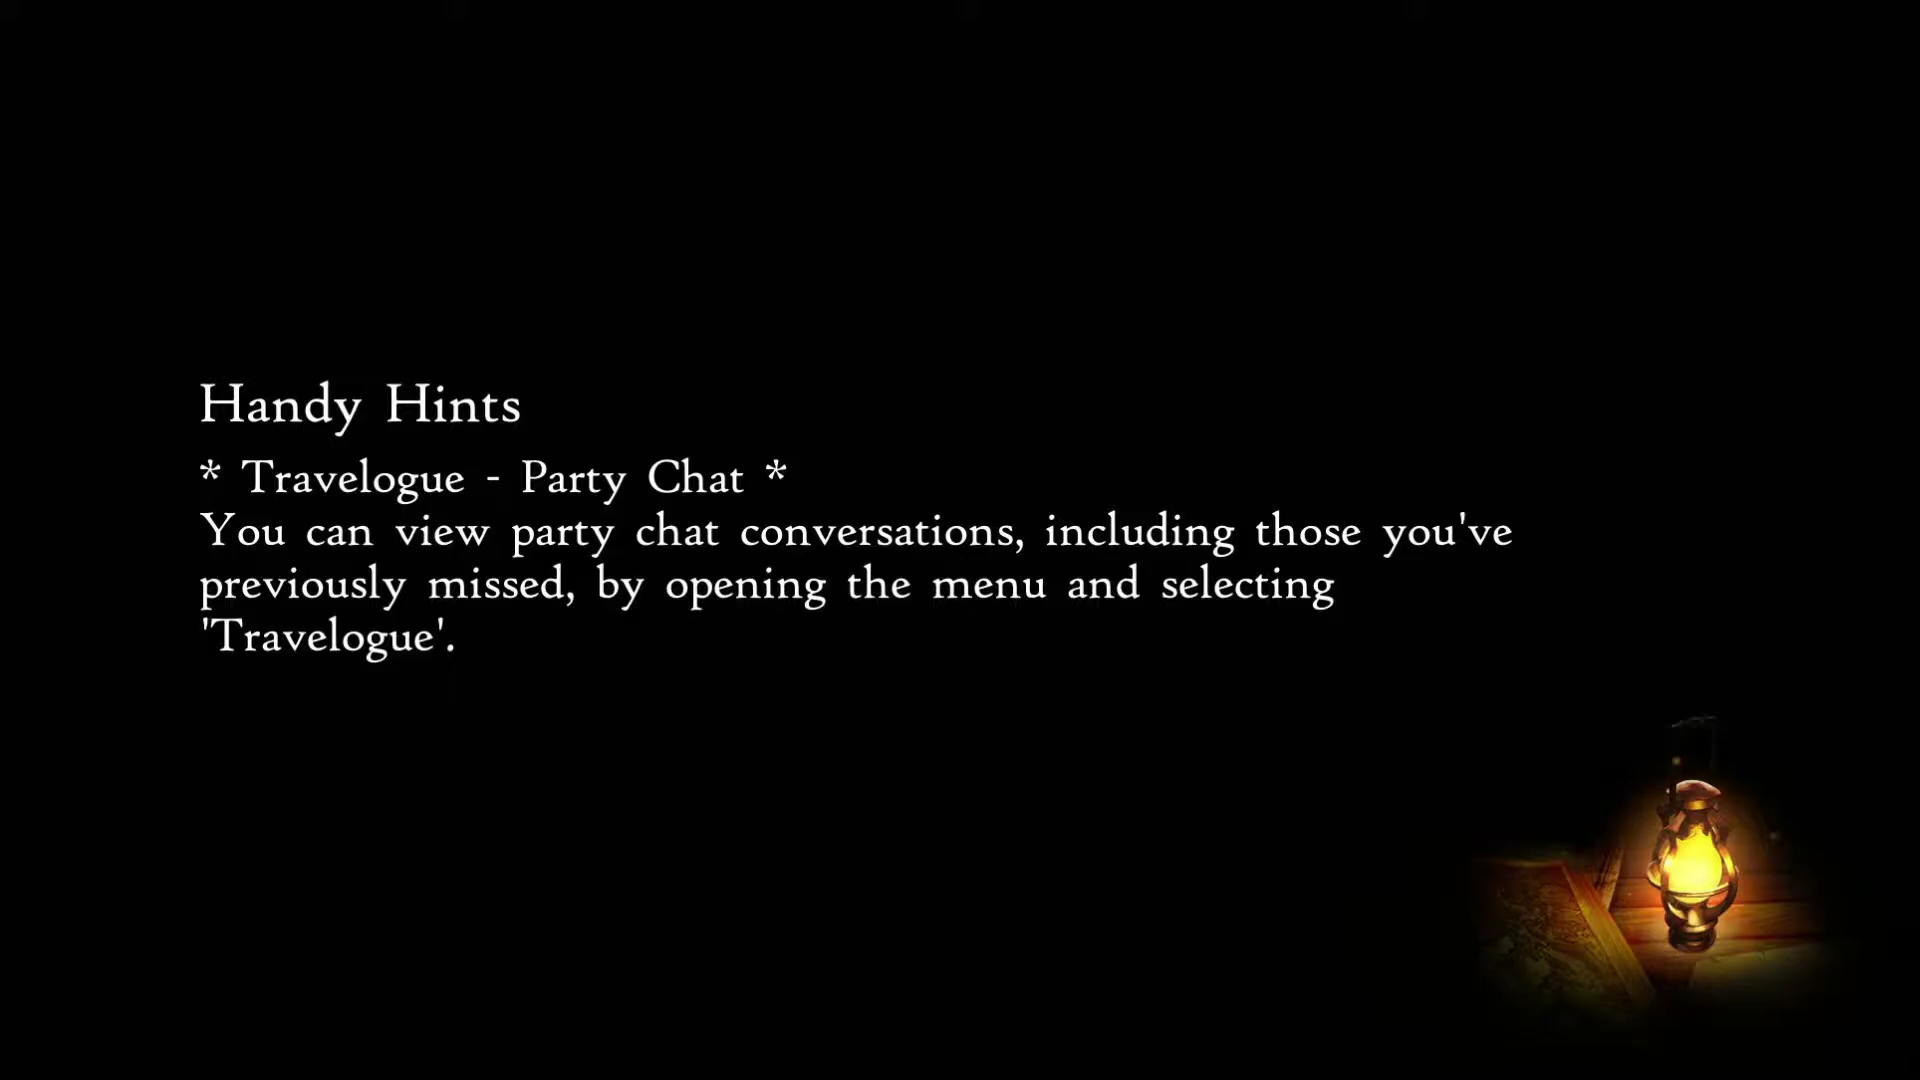 Handy Hints
* Travelogue - Party Chat *
You can view party chat conversations, including those you've
previously missed, by opening the menu and selecting
'Travelogue'.